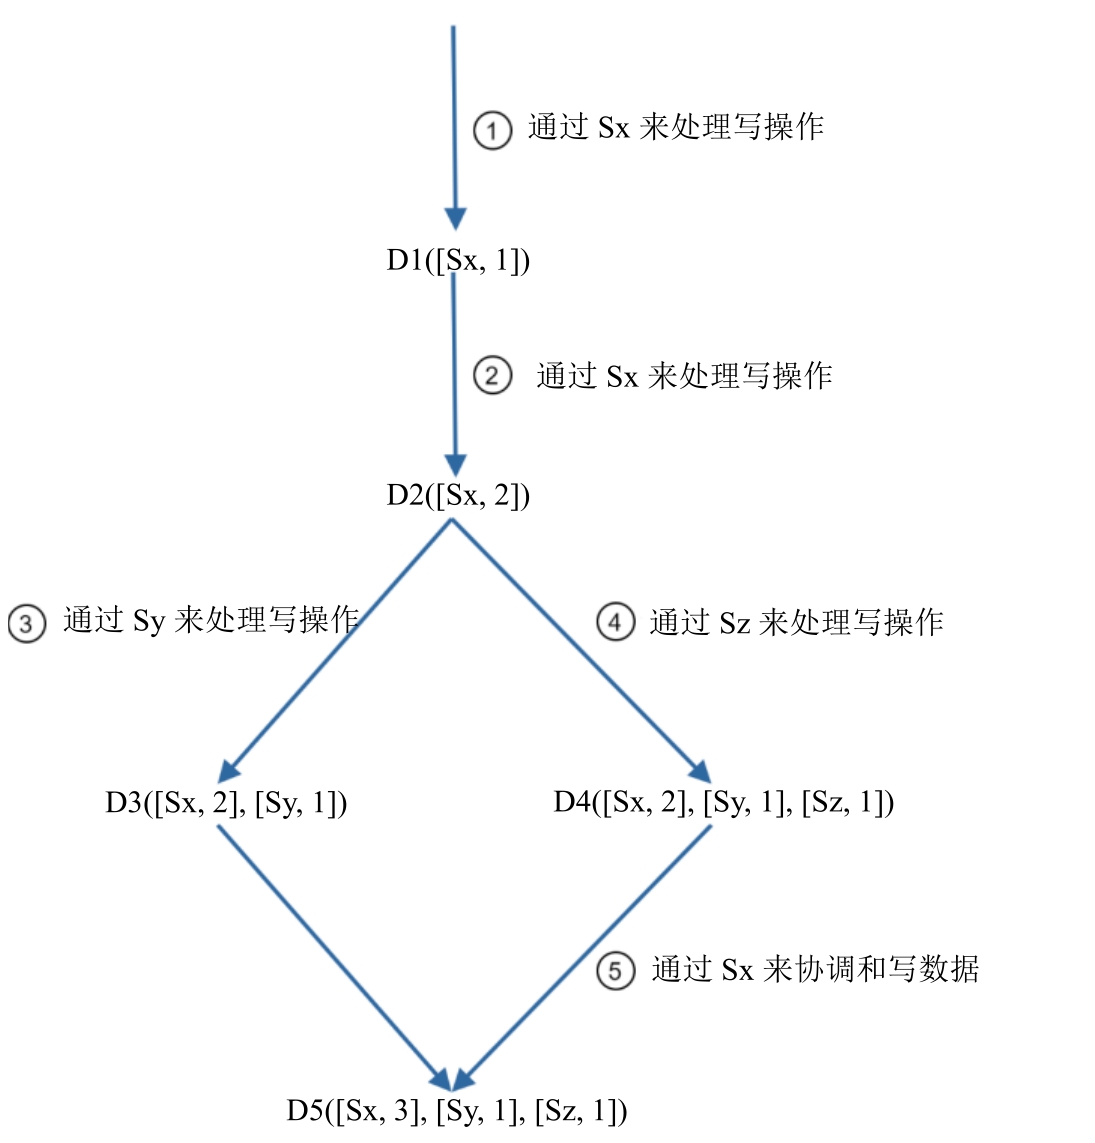 ① 通过 Sx 来处理写操作
D1([Sx, 1])
② 通过 Sx 来处理写操作
D2([Sx, 2])
③ 通过 Sy 来处理写操作
④ 通过 Sz 来处理写操作
D3([Sx, 2], [Sy, 1])
D4([Sx, 2], [Sy, 1], [Sz, 1])
⑤ 通过 Sx 来协调和写数据
D5([Sx, 3], [Sy, 1], [Sz, 1])